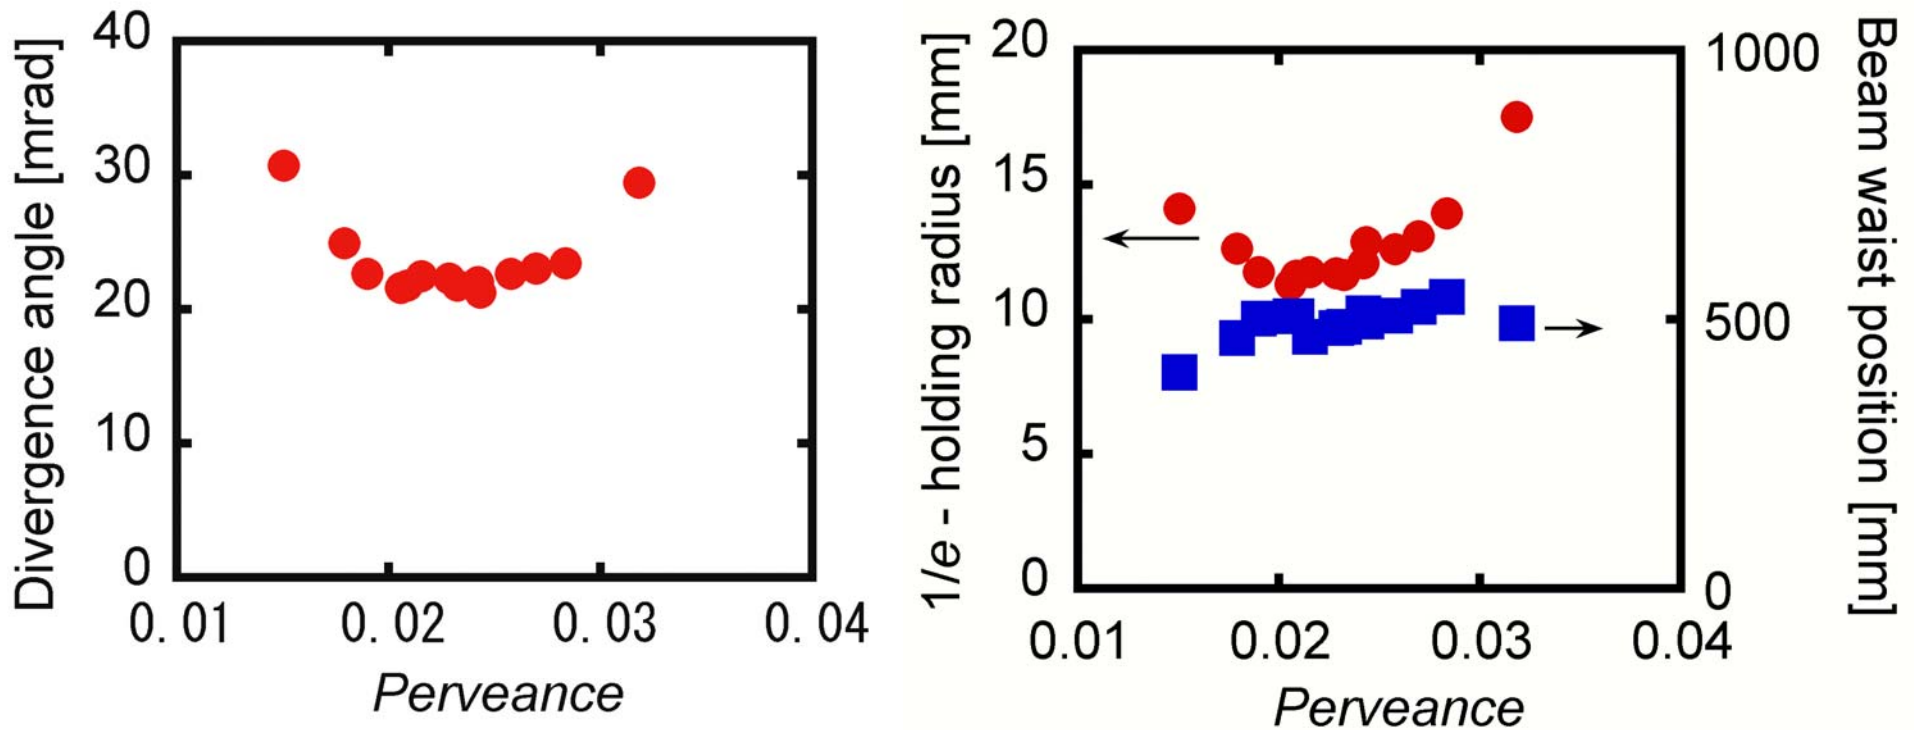 Divergence angle [mrad]
40
30
20
10
0
0.01 0.02 0.03 0.04
Perveance
1/e - holding radius [mm]
20
15
10
5
0
0.01 0.02 0.03 0.04
Perveance
1000
500
0
Beam waist position [mm]